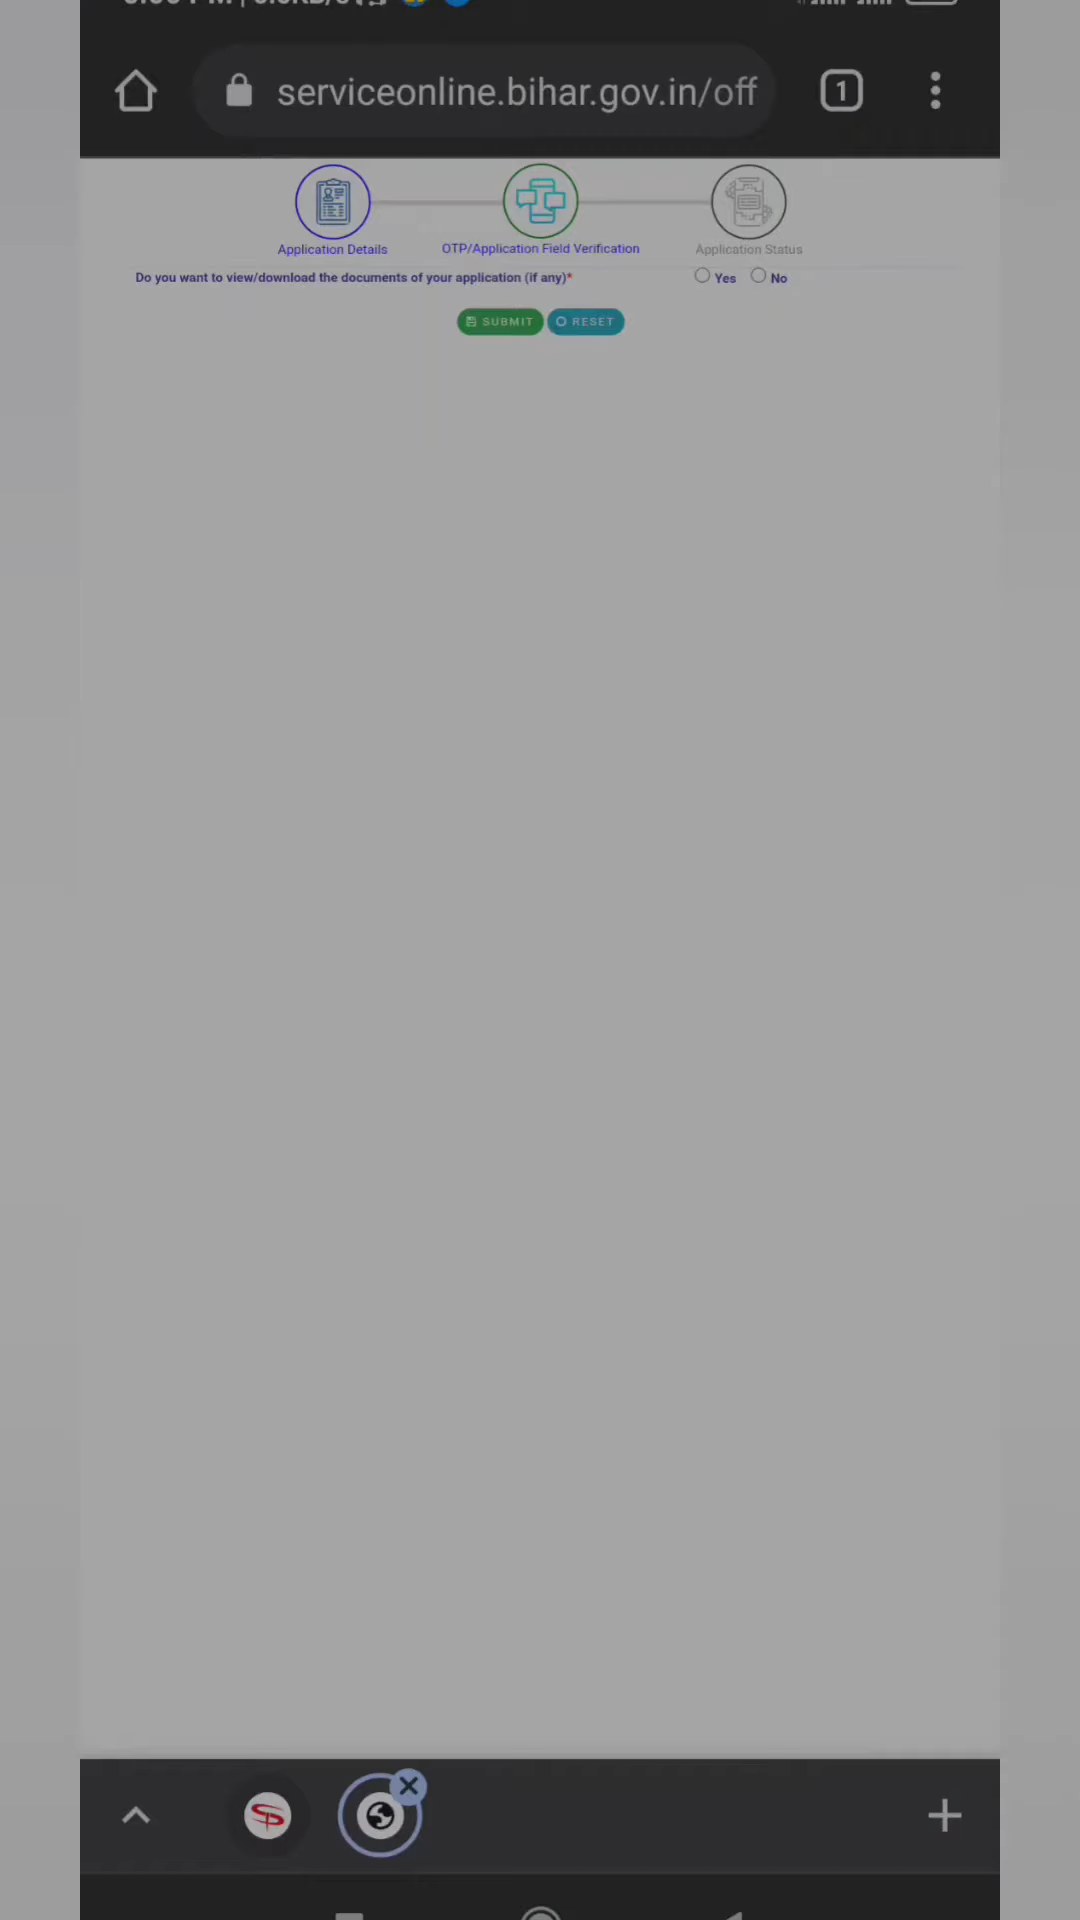 serviceonline.bihar.gov.in/off
1
Application Details
OTP/Application Field Verification
Application Status
Do you want to view/download the documents of your application (if any)*
Yes
No
SUBMIT
RESET